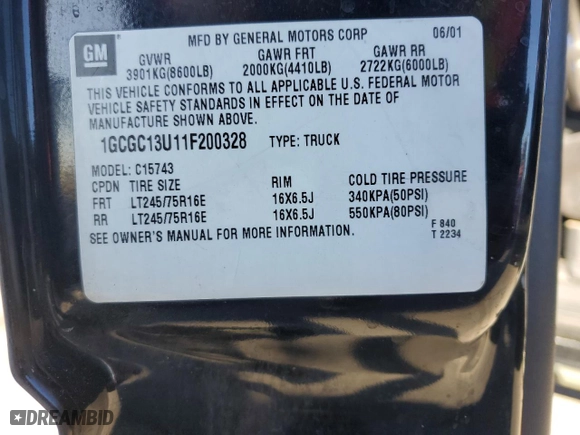 GM
MFD BY GENERAL MOTORS CORP 06/01
GVWR GAWR FRT GAWR RR
3901KG(8600LB) 2000KG(4410LB) 2722KG(6000LB)
THIS VEHICLE CONFORMS TO ALL APPLICABLE U.S. FEDERAL MOTOR
VEHICLE SAFETY STANDARDS IN EFFECT ON THE DATE OF
MANUFACTURE SHOWN ABOVE.
1GCGC13U11F200328 TYPE: TRUCK
MODEL: C15743
CPDN TIRE SIZE RIM COLD TIRE PRESSURE
FRT LT245/75R16E 16X6.5J 340KPA(50PSI)
RR LT245/75R16E 16X6.5J 550KPA(80PSI)
SEE OWNER'S MANUAL FOR MORE INFORMATION.
F 840
T 2234
DREAMBID